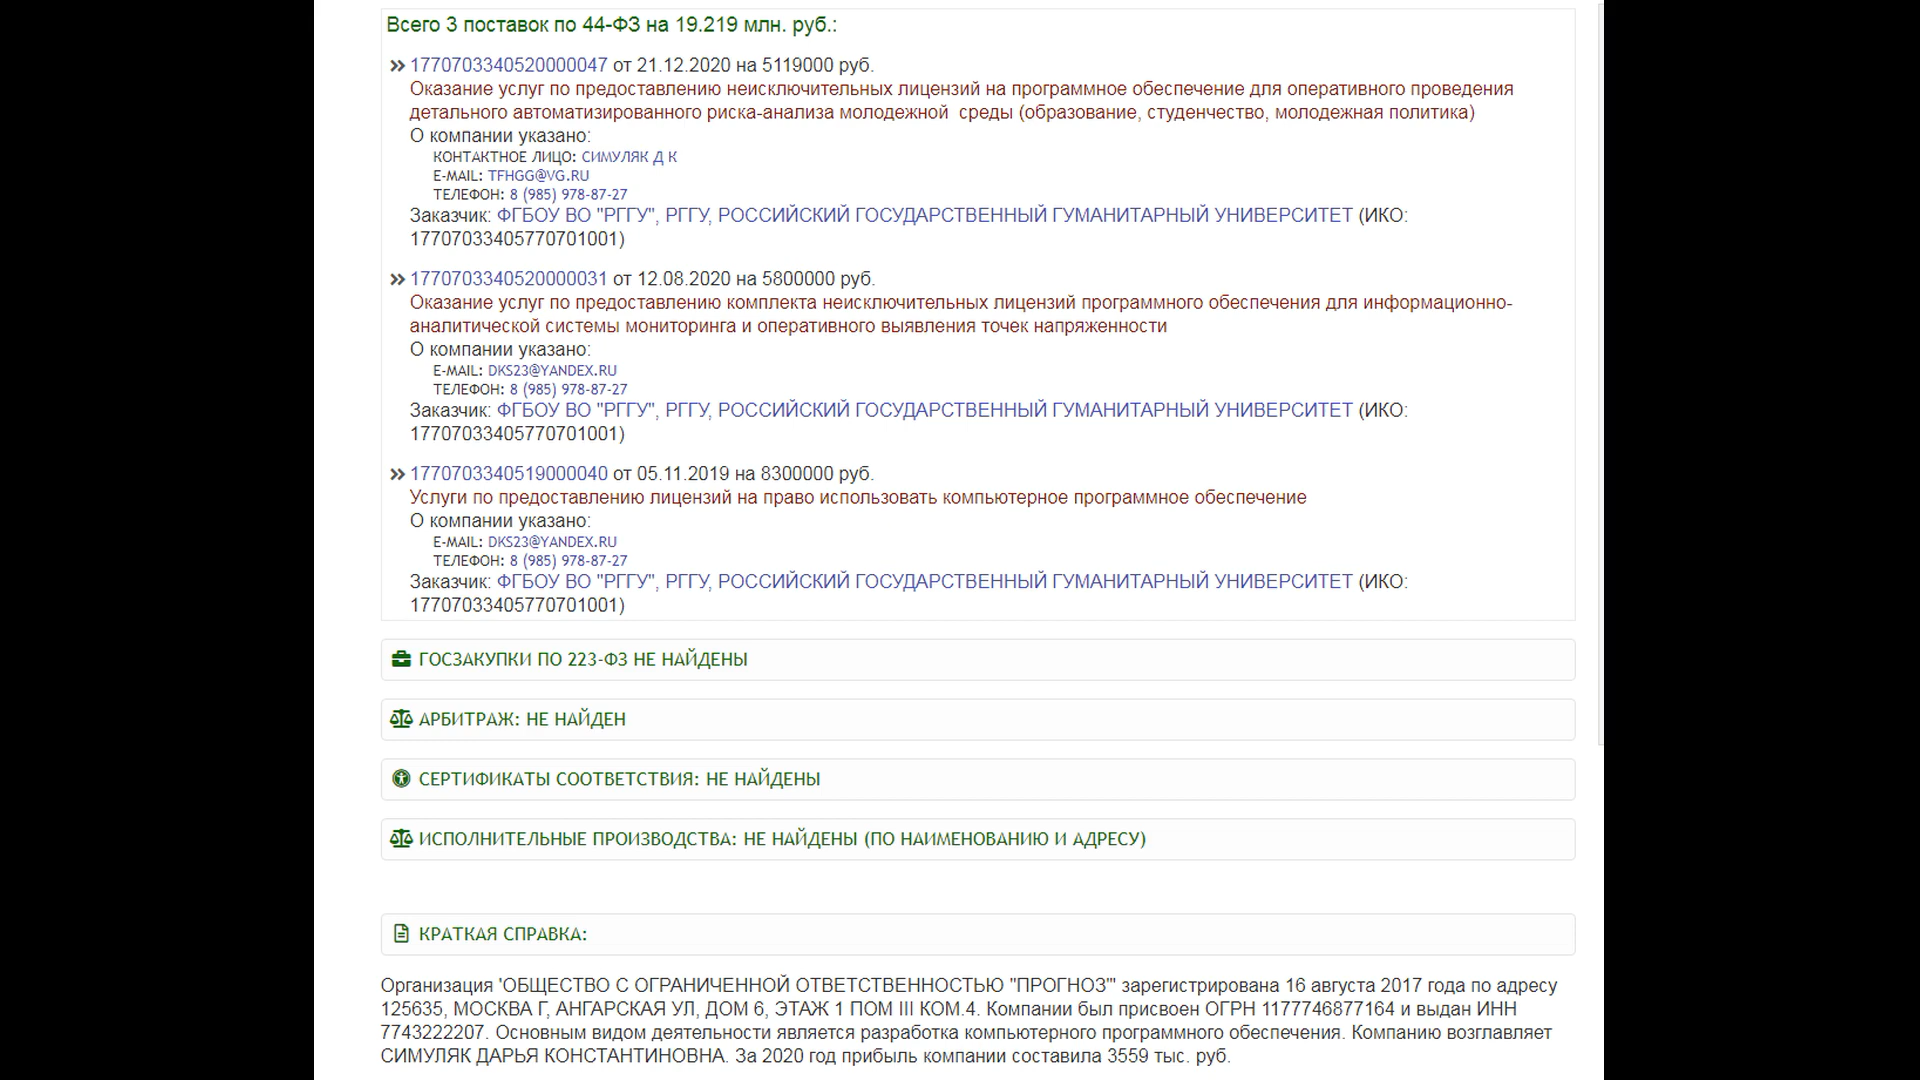 Всего 3 поставок по 44-ФЗ на 19.219 млн. руб.:
1770703340520000047 от 21.12.2020 на 5119000 руб.
Оказание услуг по предоставлению неисключительных лицензий на программное обеспечение для оперативного проведения
детального автоматизированного риска-анализа молодежной среды (образование, студенчество, молодежная политика)
О компании указано:
КОНТАКТНОЕ ЛИЦО: СИМУЛЯК Д К
E-MAIL: TFHGG@VG.RU
ТЕЛЕФОН: 8 (985) 978-87-27
Заказчик: ФГБОУ ВО "РГГУ", РГГУ, РОССИЙСКИЙ ГОСУДАРСТВЕННЫЙ ГУМАНИТАРНЫЙ УНИВЕРСИТЕТ (ИКО:
17707033405770701001)
1770703340520000031 от 12.08.2020 на 5800000 руб.
Оказание услуг по предоставлению комплекта неисключительных лицензий программного обеспечения для информационно-
аналитической системы мониторинга и оперативного выявления точек напряженности
О компании указано:
E-MAIL: DKS23@YANDEX.RU
ТЕЛЕФОН: 8 (985) 978-87-27
Заказчик: ФГБОУ ВО "РГГУ", РГГУ, РОССИЙСКИЙ ГОСУДАРСТВЕННЫЙ ГУМАНИТАРНЫЙ УНИВЕРСИТЕТ (ИКО:
17707033405770701001)
1770703340519000040 от 05.11.2019 на 8300000 руб.
Услуги по предоставлению лицензий на право использовать компьютерное программное обеспечение
О компании указано:
E-MAIL: DKS23@YANDEX.RU
ТЕЛЕФОН: 8 (985) 978-87-27
Заказчик: ФГБОУ ВО "РГГУ", РГГУ, РОССИЙСКИЙ ГОСУДАРСТВЕННЫЙ ГУМАНИТАРНЫЙ УНИВЕРСИТЕТ (ИКО:
17707033405770701001)
ГОСЗАКУПКИ ПО 223-ФЗ НЕ НАЙДЕНЫ
АРБИТРАЖ: НЕ НАЙДЕН
СЕРТИФИКАТЫ СООТВЕТСТВИЯ: НЕ НАЙДЕНЫ
ИСПОЛНИТЕЛЬНЫЕ ПРОИЗВОДСТВА: НЕ НАЙДЕНЫ (ПО НАИМЕНОВАНИЮ И АДРЕСУ)
КРАТКАЯ СПРАВКА:
Организация 'ОБЩЕСТВО С ОГРАНИЧЕННОЙ ОТВЕТСТВЕННОСТЬЮ "ПРОГНОЗ"' зарегистрирована 16 августа 2017 года по адресу
125635, МОСКВА Г, АНГАРСКАЯ УЛ, ДОМ 6, ЭТАЖ 1 ПОМ III КОМ.4. Компании был присвоен ОГРН 1177746877164 и выдан ИНН
7743222207. Основным видом деятельности является разработка компьютерного программного обеспечения. Компанию возглавляет
СИМУЛЯК ДАРЬЯ КОНСТАНТИНОВНА. За 2020 год прибыль компании составила 3559 тыс. руб.